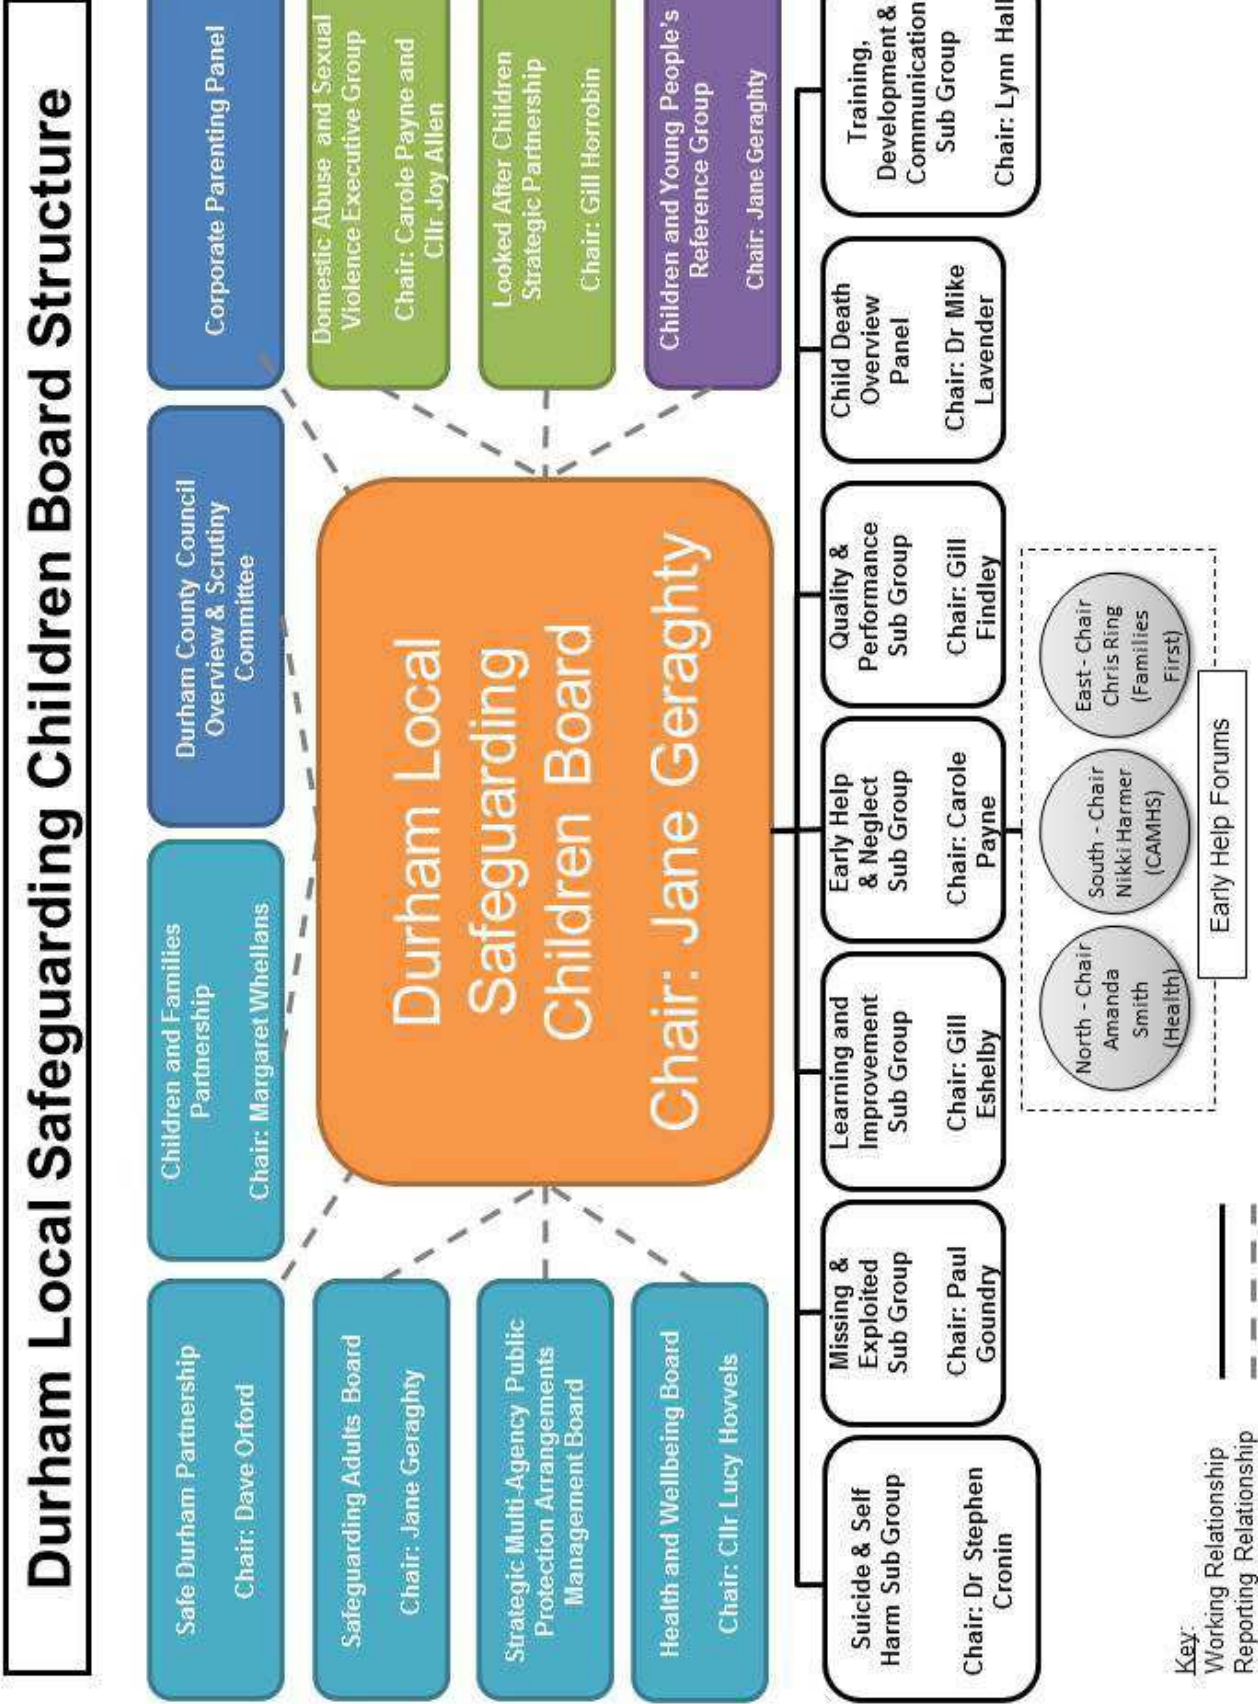 Durham Local Safeguarding Children Board Structure
Safe Durham Partnership
Chair: Dave Orford
Children and Families
Partnership
Chair: Margaret Whellans
Durham County Council
Overview & Scrutiny
Committee
Corporate Parenting Panel
Safeguarding Adults Board
Chair: Jane Geraghty
Strategic Multi-Agency Public
Protection Arrangements
Management Board
Health and Wellbeing Board
Chair: Cllr Lucy Hovvels
Durham Local
Safeguarding
Children Board
Chair: Jane Geraghty
Domestic Abuse and Sexual
Violence Executive Group
Chair: Carole Payne and
Cllr Joy Allen
Looked After Children
Strategic Partnership
Chair: Gill Horrobin
Children and Young People's
Reference Group
Chair: Jane Geraghty
Suicide & Self
Harm Sub Group
Chair: Dr Stephen
Cronin
Missing &
Exploited
Sub Group
Chair: Paul
Goundry
Learning and
Improvement
Sub Group
Chair: Gill
Eshelby
Early Help
& Neglect
Sub Group
Chair: Carole
Payne
Quality &
Performance
Sub Group
Chair: Gill
Findley
Child Death
Overview
Panel
Chair: Dr Mike
Lavender
Training,
Development &
Communication
Sub Group
Chair: Lynn Hall
North - Chair
Amanda
Smith
(Health)
South - Chair
Nikki Harmer
(CAMHS)
East - Chair
Chris Ring
(Families
First)
Early Help Forums
Key:
Working Relationship
Reporting Relationship